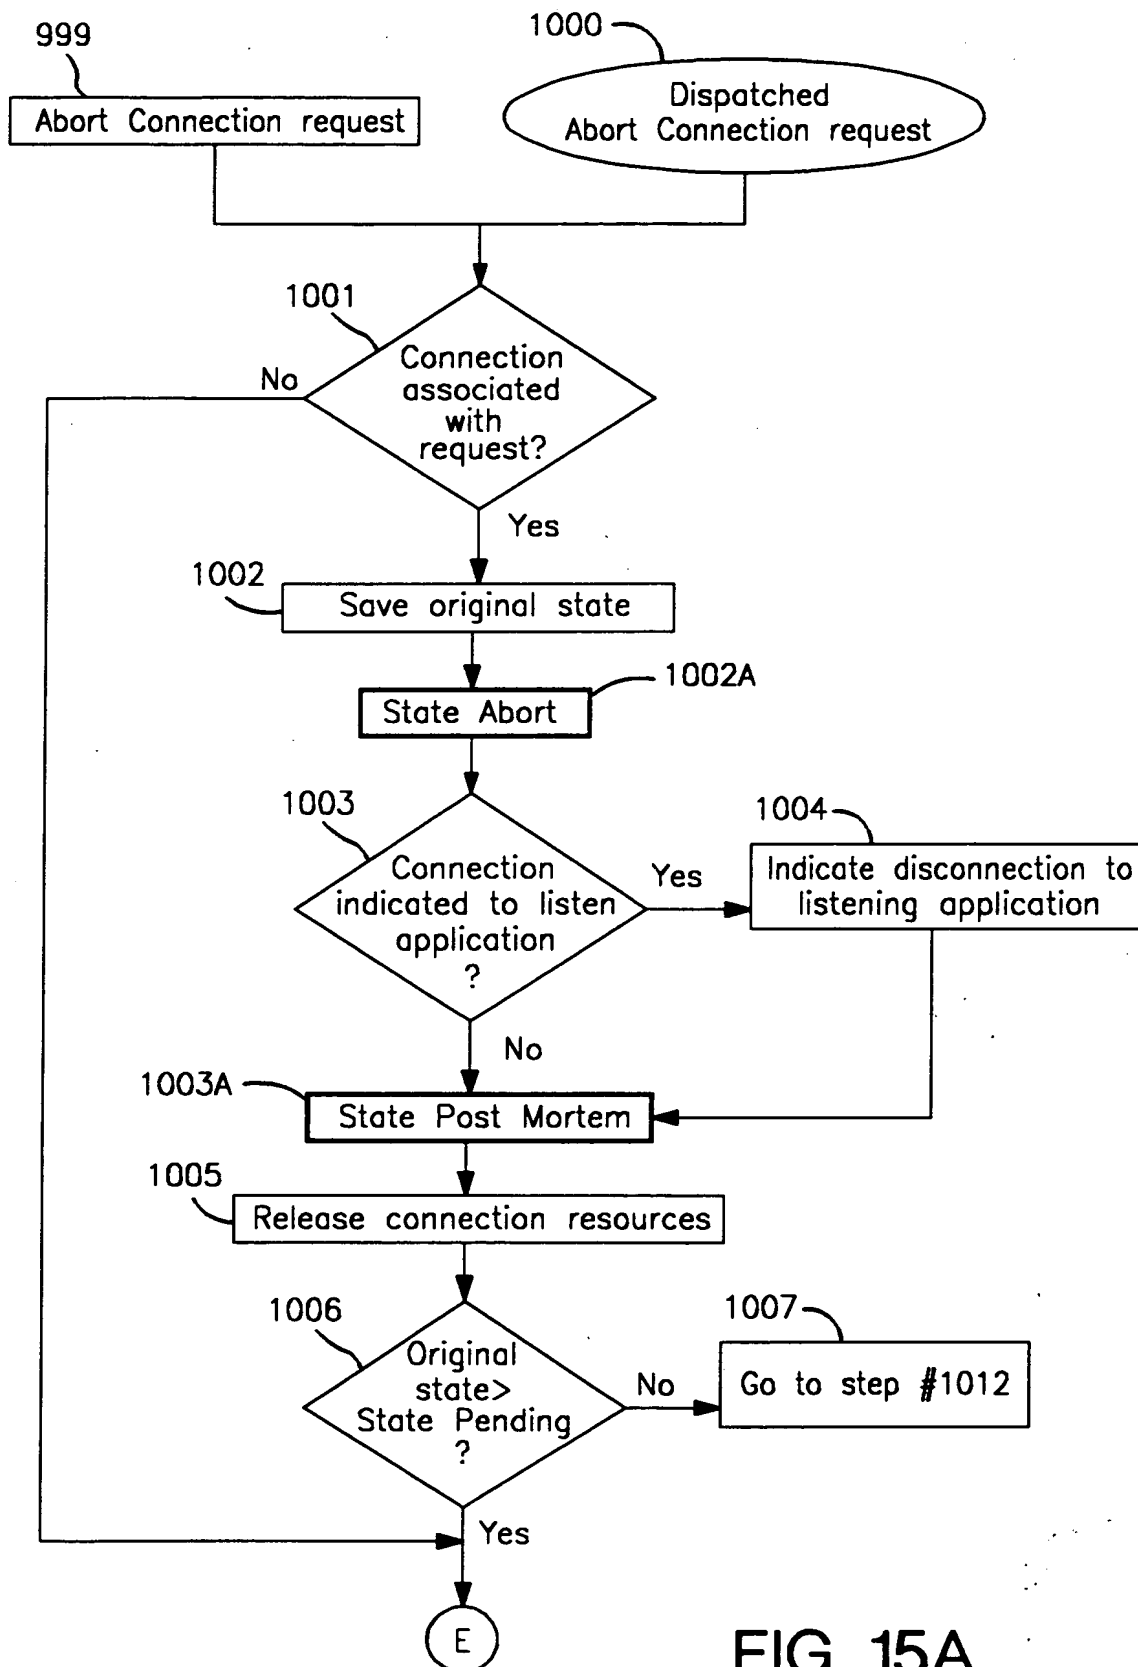 999
1000
Abort Connection request
Dispatched
Abort Connection request
1001
No
Connection
associated
with
request?
Yes
1002
Save original state
1002A
State Abort
1003
Connection
indicated to listen
application
?
Yes
1004
Indicate disconnection to
listening application
No
1003A
State Post Mortem
1005
Release connection resources
1006
Original
state>
State Pending
?
No
1007
Go to step #1012
Yes
E
FIG. 15A